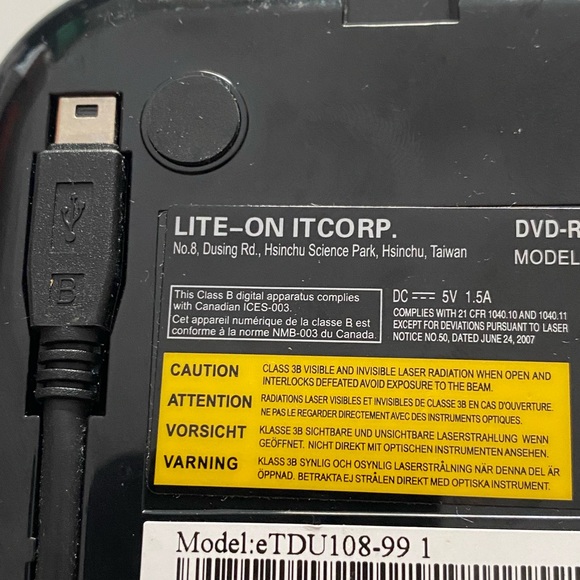 B
LITE-ON ITCORP.
No.8, Dusing Rd., Hsinchu Science Park, Hsinchu, Taiwan
DVD-R
MODEL
This Class B digital apparatus complies
with Canadian ICES-003.
Cet appareil numérique de la classe B est
conforme à la norme NMB-003 du Canada.
DC 5V 1.5A
COMPLIES WITH 21 CFR 1040.10 AND 1040.11
EXCEPT FOR DEVIATIONS PURSUANT TO LASER
NOTICE NO.50, DATED JUNE 24, 2007
CAUTION CLASS 3B VISIBLE AND INVISIBLE LASER RADIATION WHEN OPEN AND
INTERLOCKS DEFEATED AVOID EXPOSURE TO THE BEAM.
ATTENTION RADIATIONS LASER VISIBLES ET INVISIBLES DE CLASSE 3B EN CAS D'OUVERTURE.
NE PAS LE REGARDER DIRECTEMENT AVEC DES INSTRUMENTS OPTIQUES.
VORSICHT KLASSE 3B SICHTBARE UND UNSICHTBARE LASERSTRAHLUNG WENN
GEÖFFNET. NICHT DIREKT MIT OPTISCHEN INSTRUMENTEN ANSEHEN.
VARNING KLASS 3B SYNLIG OCH OSYNLIG LASERSTRÅLNING NÄR DENNA DEL ÄR
ÖPPNAD. BETRAKTA EJ STRÅLEN DIREKT MED OPTISKA INSTRUMENT.
Model:eTDU108-99 1